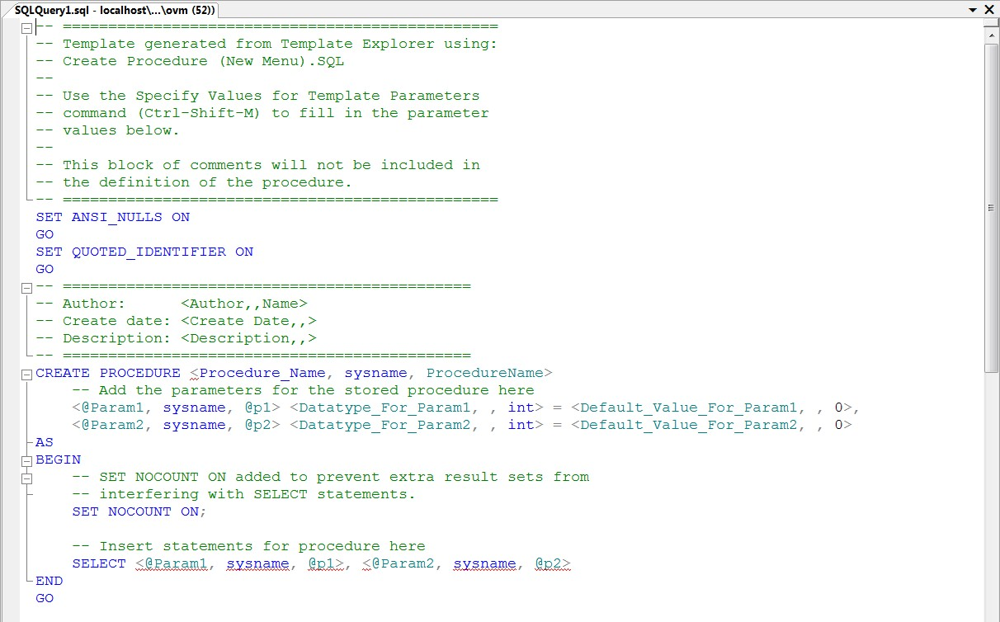 SQLQuery1.sql - localhost\...\ovm (52))
-- ================================================
-- Template generated from Template Explorer using:
-- Create Procedure (New Menu).SQL
--
-- Use the Specify Values for Template Parameters
-- command (Ctrl-Shift-M) to fill in the parameter
-- values below.
--
-- This block of comments will not be included in
-- the definition of the procedure.
-- ================================================
SET ANSI_NULLS ON
GO
SET QUOTED_IDENTIFIER ON
GO
-- =============================================
-- Author:      <Author,,Name>
-- Create date: <Create Date,,>
-- Description: <Description,,>
-- =============================================
CREATE PROCEDURE <Procedure_Name, sysname, ProcedureName>
    -- Add the parameters for the stored procedure here
    <@Param1, sysname, @p1> <Datatype_For_Param1, , int> = <Default_Value_For_Param1, , 0>,
    <@Param2, sysname, @p2> <Datatype_For_Param2, , int> = <Default_Value_For_Param2, , 0>
AS
BEGIN
    -- SET NOCOUNT ON added to prevent extra result sets from
    -- interfering with SELECT statements.
    SET NOCOUNT ON;

    -- Insert statements for procedure here
    SELECT <@Param1, sysname, @p1>, <@Param2, sysname, @p2>
END
GO